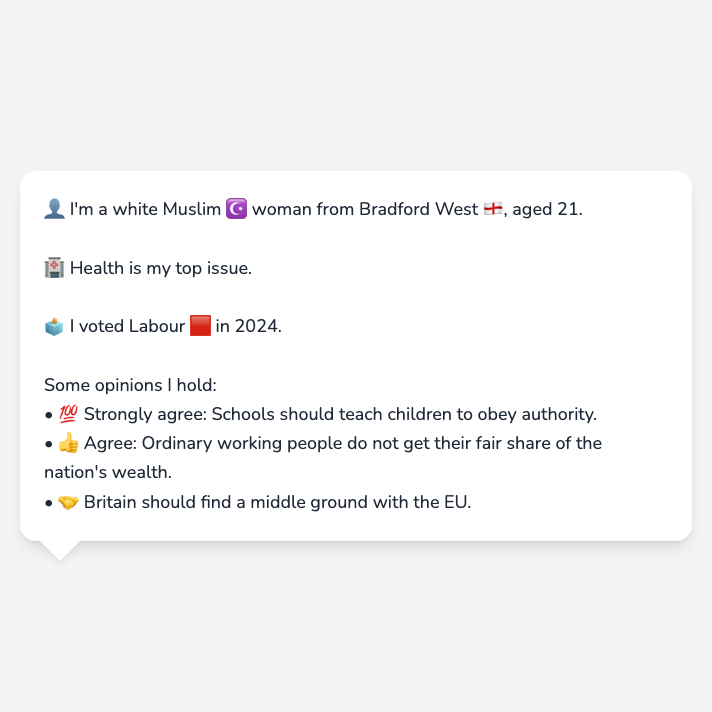 👤 I'm a white Muslim ☪️ woman from Bradford West 🏴󠁧󠁢󠁥󠁮󠁧󠁿, aged 21.
🏥 Health is my top issue.
🗳️ I voted Labour 🟥 in 2024.
Some opinions I hold:
• 💯 Strongly agree: Schools should teach children to obey authority.
• 👍 Agree: Ordinary working people do not get their fair share of the
nation's wealth.
• 🤝 Britain should find a middle ground with the EU.